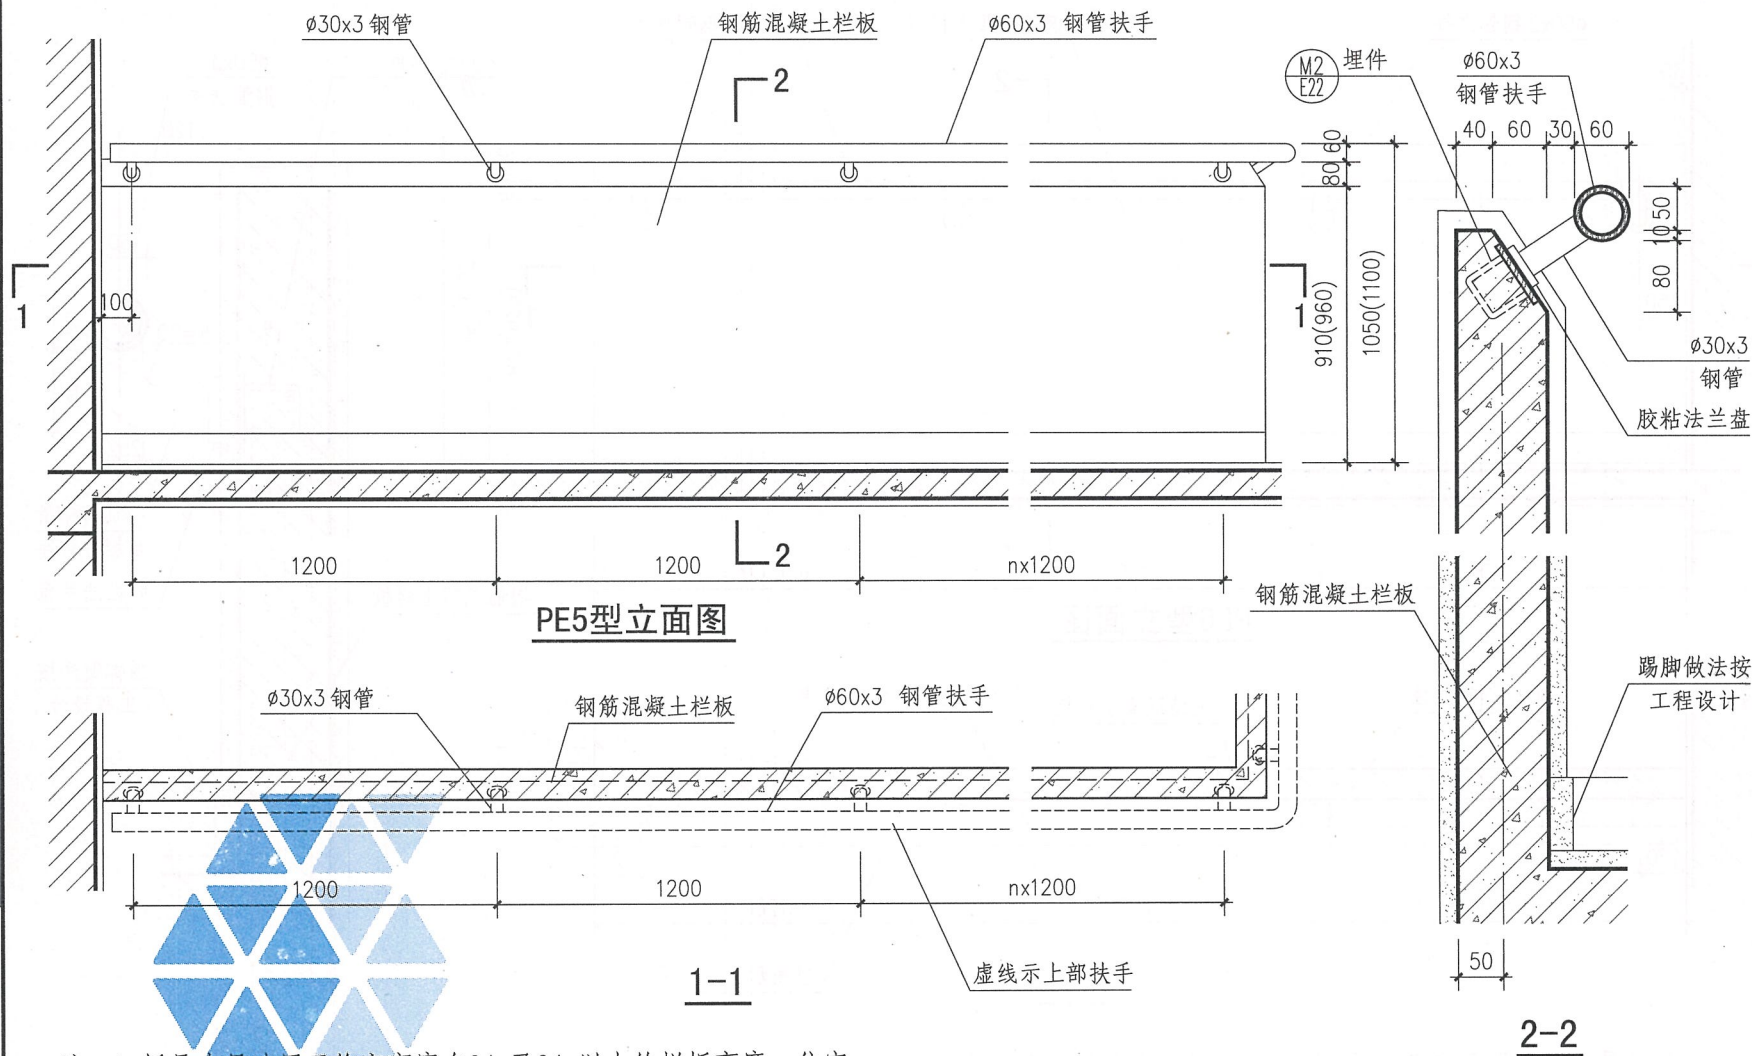 ø30x3 钢管
钢筋混凝土栏板
ø60x3 钢管扶手
2
M2
E22
埋件
ø60x3
钢管扶手
40 60 30 60
60
80
910(960)
1050(1100)
50
10
80
1
1
100
ø30x3
钢管
胶粘法兰盘
2
1200
1200
nx1200
PE5型立面图
钢筋混凝土栏板
踢脚做法按
工程设计
ø30x3 钢管
钢筋混凝土栏板
ø60x3 钢管扶手
1200
1200
nx1200
虚线示上部扶手
1-1
50
2-2